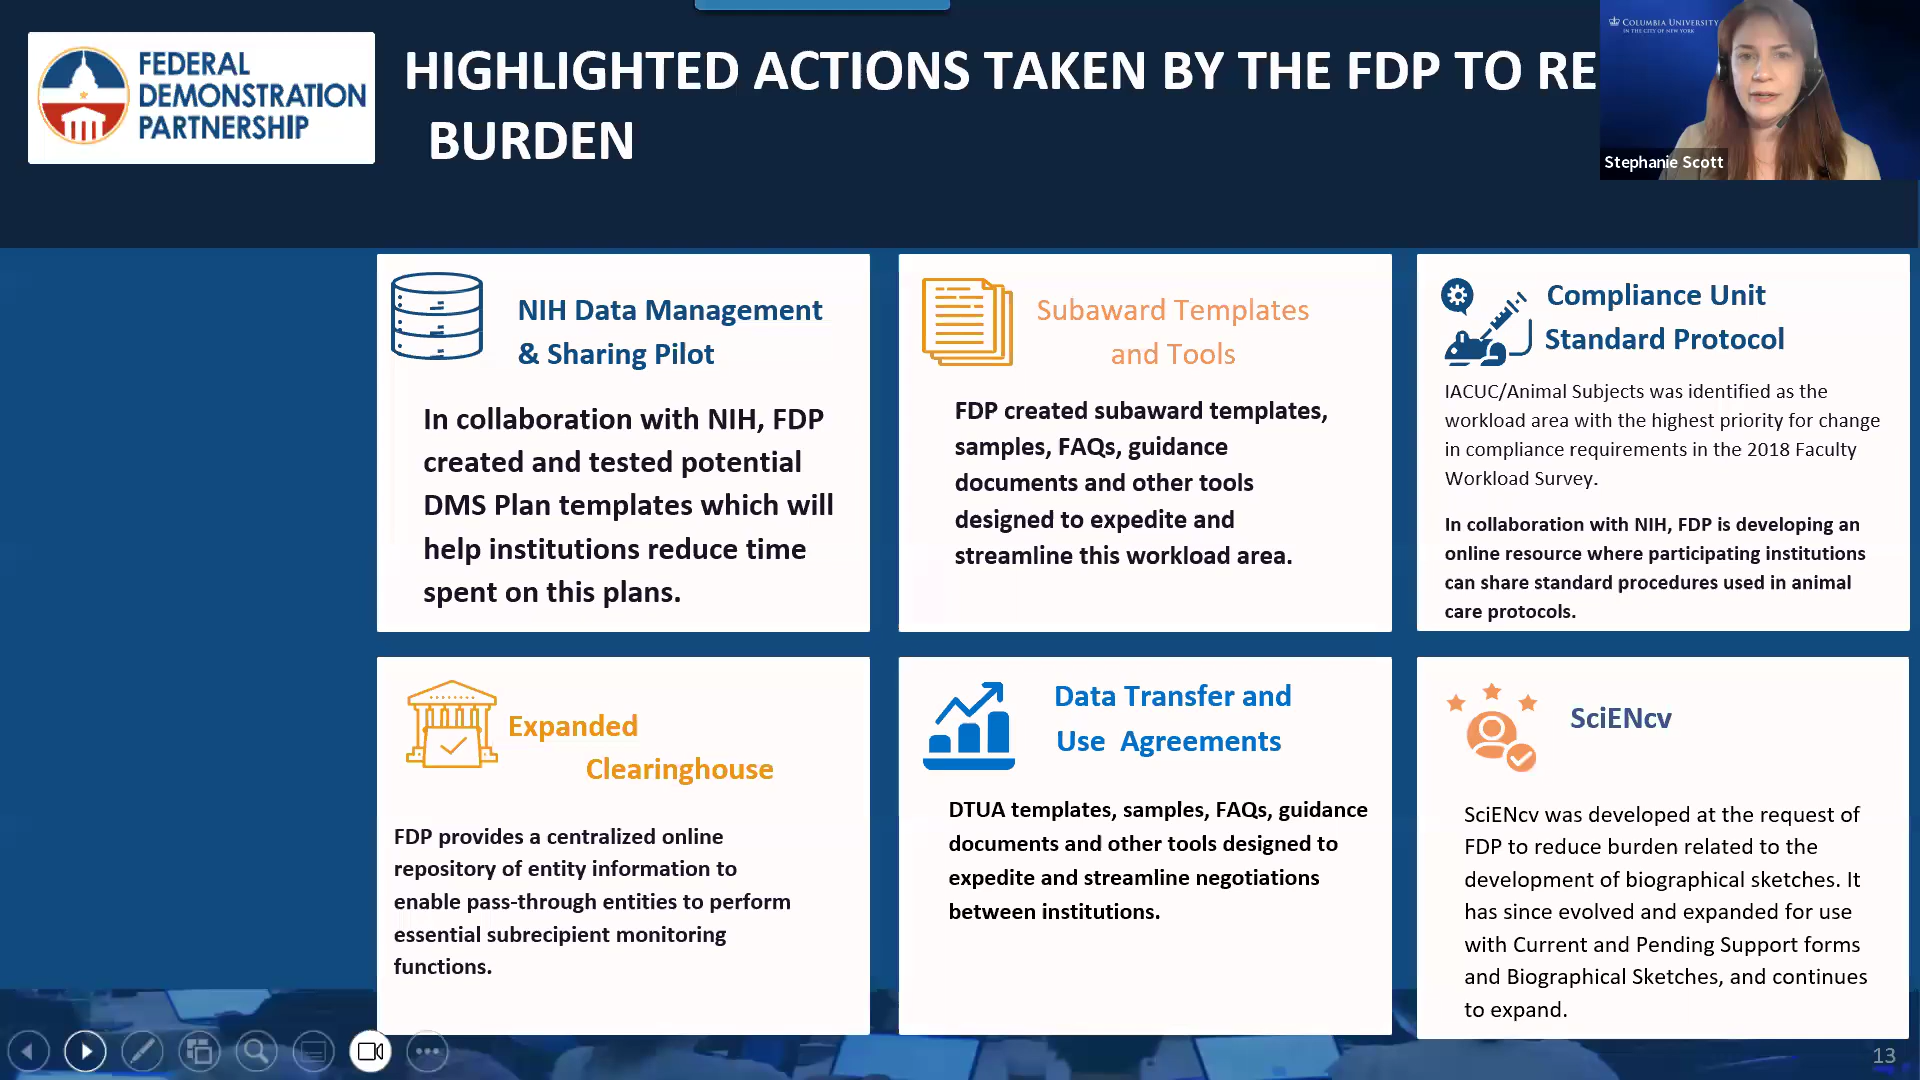 FEDERAL
DEMONSTRATION
PARTNERSHIP
HIGHLIGHTED ACTIONS TAKEN BY THE FDP TO RE
BURDEN
COLUMBIA UNIVERSITY
IN THE CITY OF NEW YORK
Stephanie Scott
NIH Data Management
& Sharing Pilot
In collaboration with NIH, FDP
created and tested potential
DMS Plan templates which will
help institutions reduce time
spent on this plans.
Subaward Templates
and Tools
FDP created subaward templates,
samples, FAQs, guidance
documents and other tools
designed to expedite and
streamline this workload area.
Compliance Unit
Standard Protocol
IACUC/Animal Subjects was identified as the
workload area with the highest priority for change
in compliance requirements in the 2018 Faculty
Workload Survey.
In collaboration with NIH, FDP is developing an
online resource where participating institutions
can share standard procedures used in animal
care protocols.
Expanded
Clearinghouse
FDP provides a centralized online
repository of entity information to
enable pass-through entities to perform
essential subrecipient monitoring
functions.
Data Transfer and
Use Agreements
DTUA templates, samples, FAQs, guidance
documents and other tools designed to
expedite and streamline negotiations
between institutions.
SciENcv
SciENcv was developed at the request of
FDP to reduce burden related to the
development of biographical sketches. It
has since evolved and expanded for use
with Current and Pending Support forms
and Biographical Sketches, and continues
to expand.
13